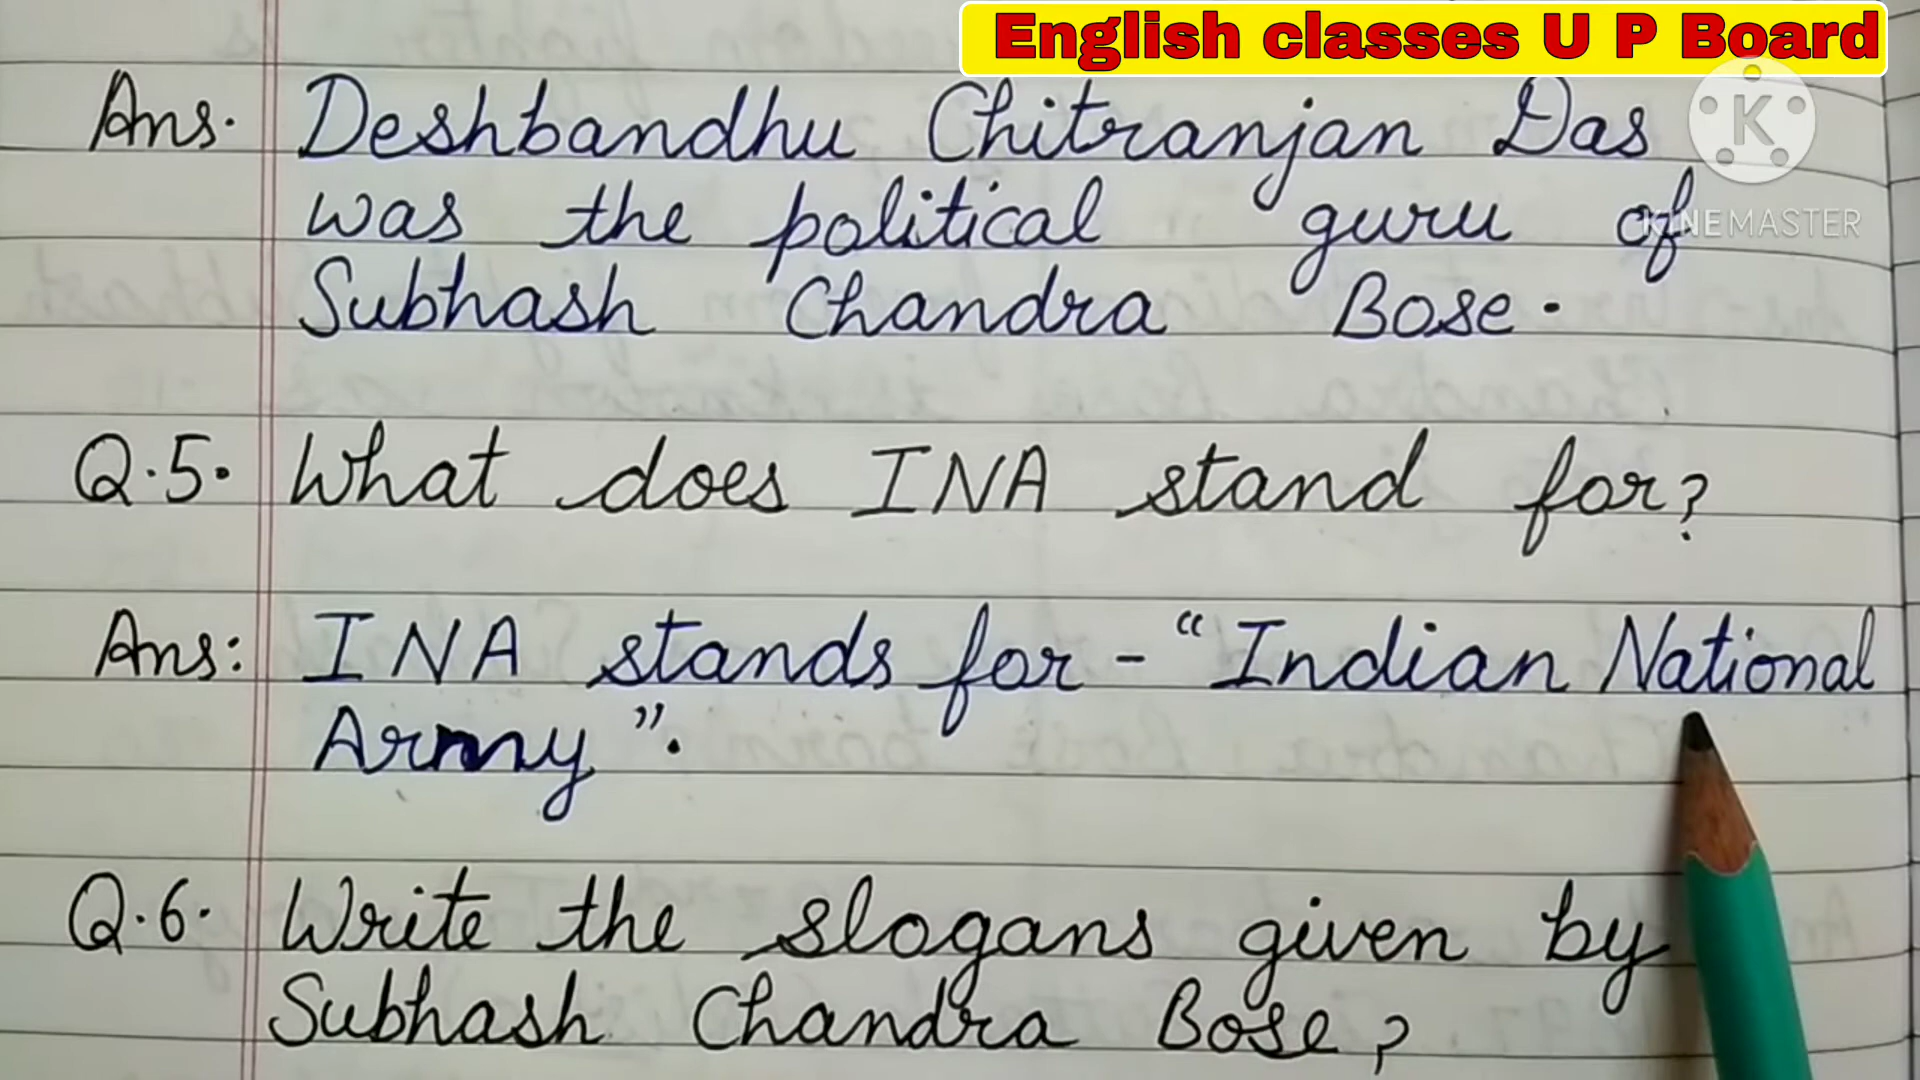 English classes U P Board
Ans. Deshbandhu Chitranjan Das
was the political guru of
KINEMASTER
Subhash Chandra Bose.
Q.5. What does INA stand for?
Ans: INA stands for - "Indian National
Army".
Q.6. Write the slogans given by
Subhash Chandra Bose?